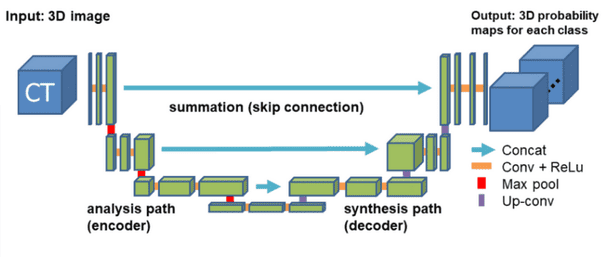 Input: 3D image
Output: 3D probability
maps for each class
CT
summation (skip connection)
Concat
Conv + ReLu
Max pool
Up-conv
analysis path
(encoder)
synthesis path
(decoder)